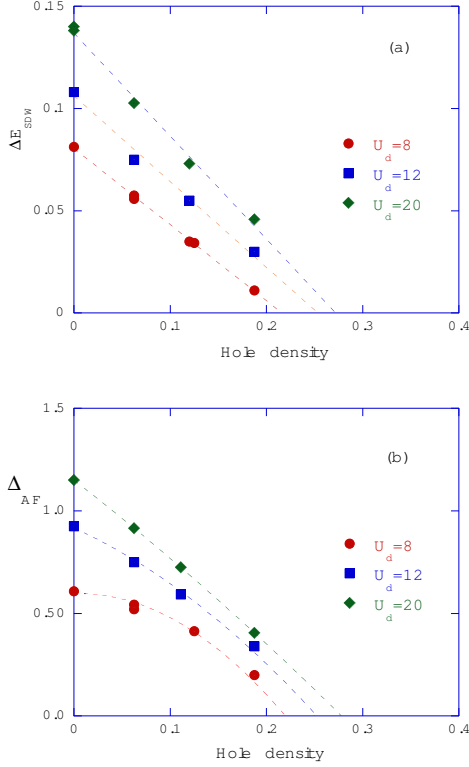 0.15
(a)
0.1
ΔE_SDW
U_d=8
U_d=12
U_d=20
0.05
0
0 0.1 0.2 0.3 0.4
Hole density
1.5
(b)
1.0
Δ_AF
U_d=8
U_d=12
U_d=20
0.50
0.0
0 0.1 0.2 0.3 0.4
Hole density